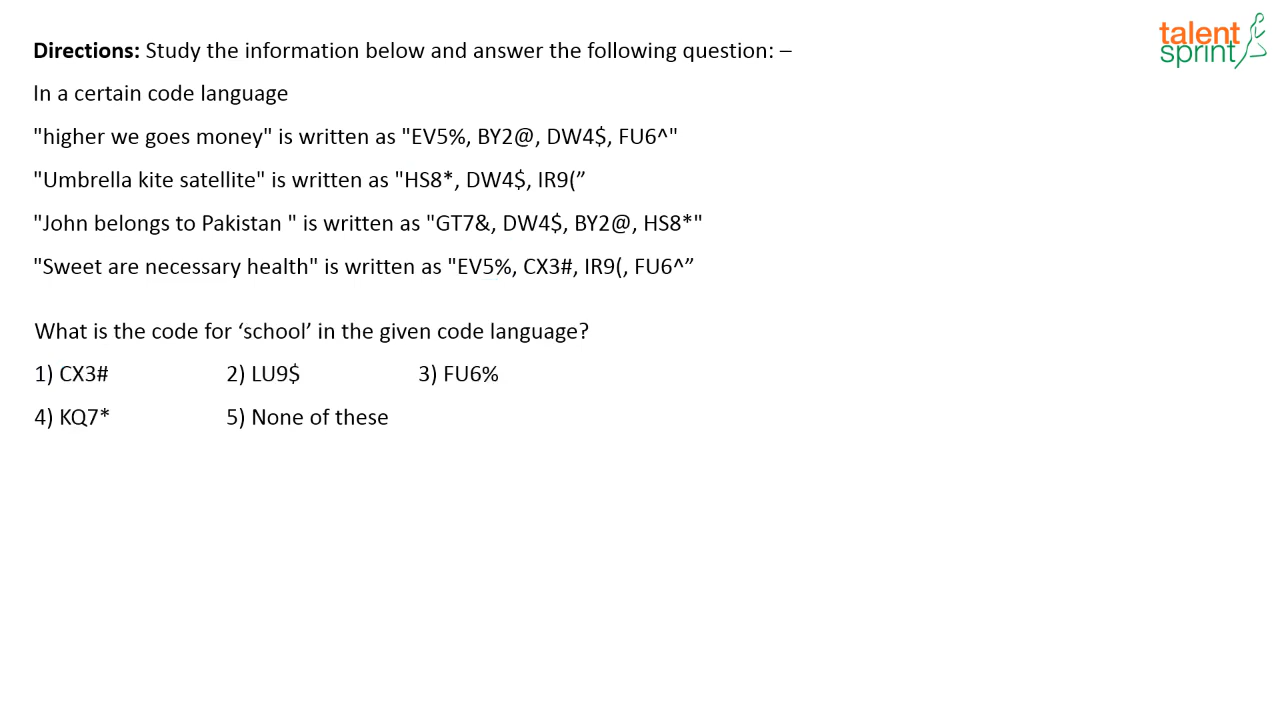 talent
sprint
Directions: Study the information below and answer the following question: –
In a certain code language
"higher we goes money" is written as "EV5%, BY2@, DW4$, FU6^"
"Umbrella kite satellite" is written as "HS8*, DW4$, IR9(”
"John belongs to Pakistan " is written as "GT7&, DW4$, BY2@, HS8*"
"Sweet are necessary health" is written as "EV5%, CX3#, IR9(, FU6^”
What is the code for ‘school’ in the given code language?
1) CX3# 2) LU9$ 3) FU6%
4) KQ7* 5) None of these